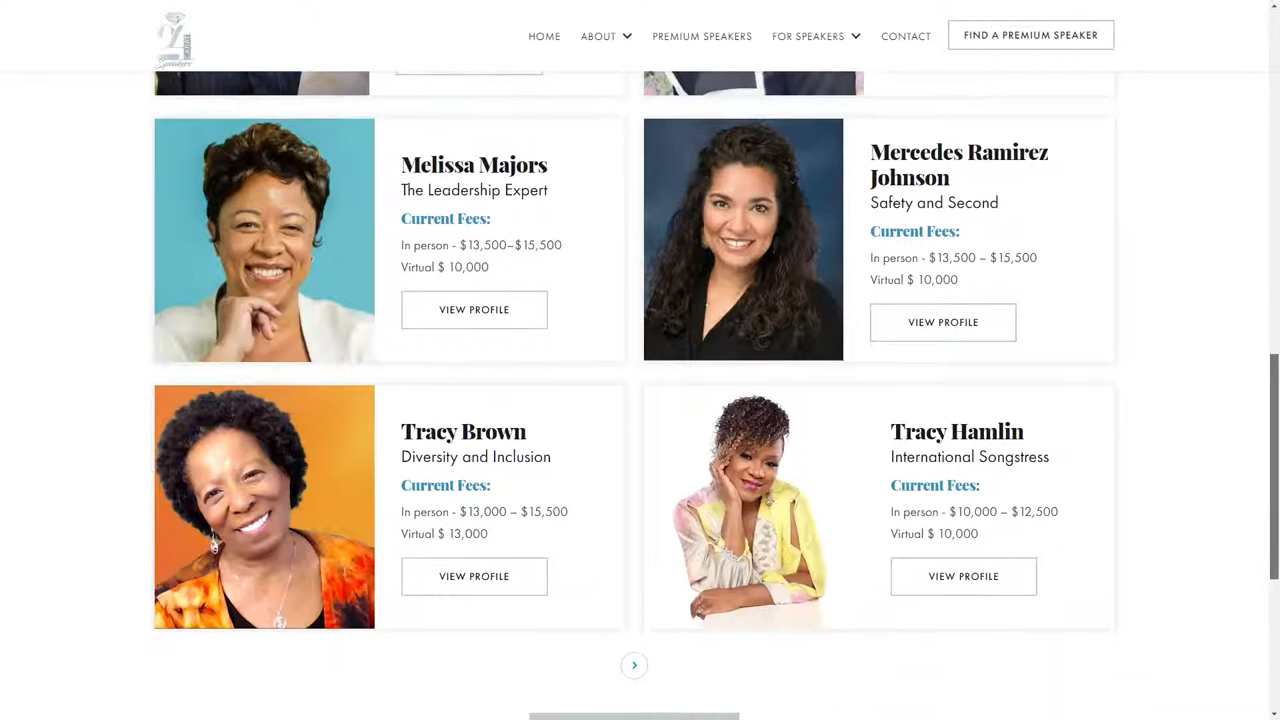 Speakers
HOME
ABOUT
PREMIUM SPEAKERS
FOR SPEAKERS
CONTACT
FIND A PREMIUM SPEAKER
Melissa Majors
The Leadership Expert
Current Fees:
In person - $13,500–$15,500
Virtual $ 10,000
VIEW PROFILE
Mercedes Ramirez
Johnson
Safety and Second
Current Fees:
In person - $13,500 – $15,500
Virtual $ 10,000
VIEW PROFILE
Tracy Brown
Diversity and Inclusion
Current Fees:
In person - $13,000 – $15,500
Virtual $ 13,000
VIEW PROFILE
Tracy Hamlin
International Songstress
Current Fees:
In person - $10,000 – $12,500
Virtual $ 10,000
VIEW PROFILE